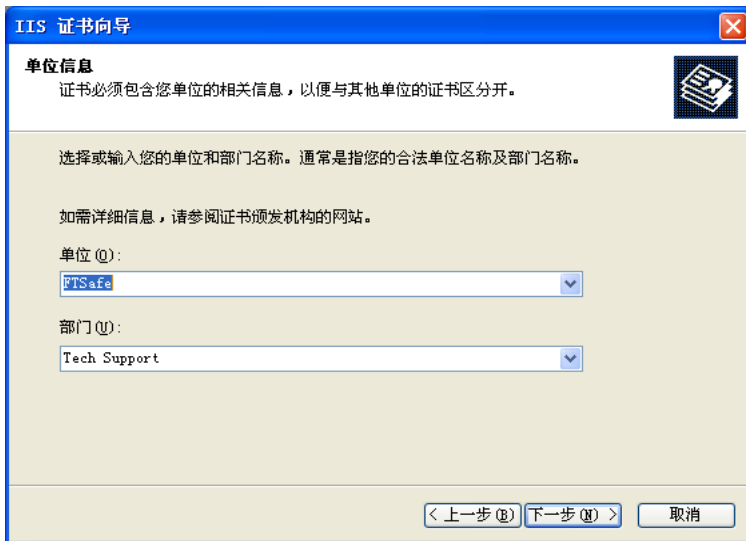 IIS 证书向导
单位信息
证书必须包含您单位的相关信息，以便与其他单位的证书区分开。
选择或输入您的单位和部门名称。通常是指您的合法单位名称及部门名称。
如需详细信息，请参阅证书颁发机构的网站。
单位(O):
FTSafe
部门(U):
Tech Support
< 上一步(B) 下一步(N) > 取消